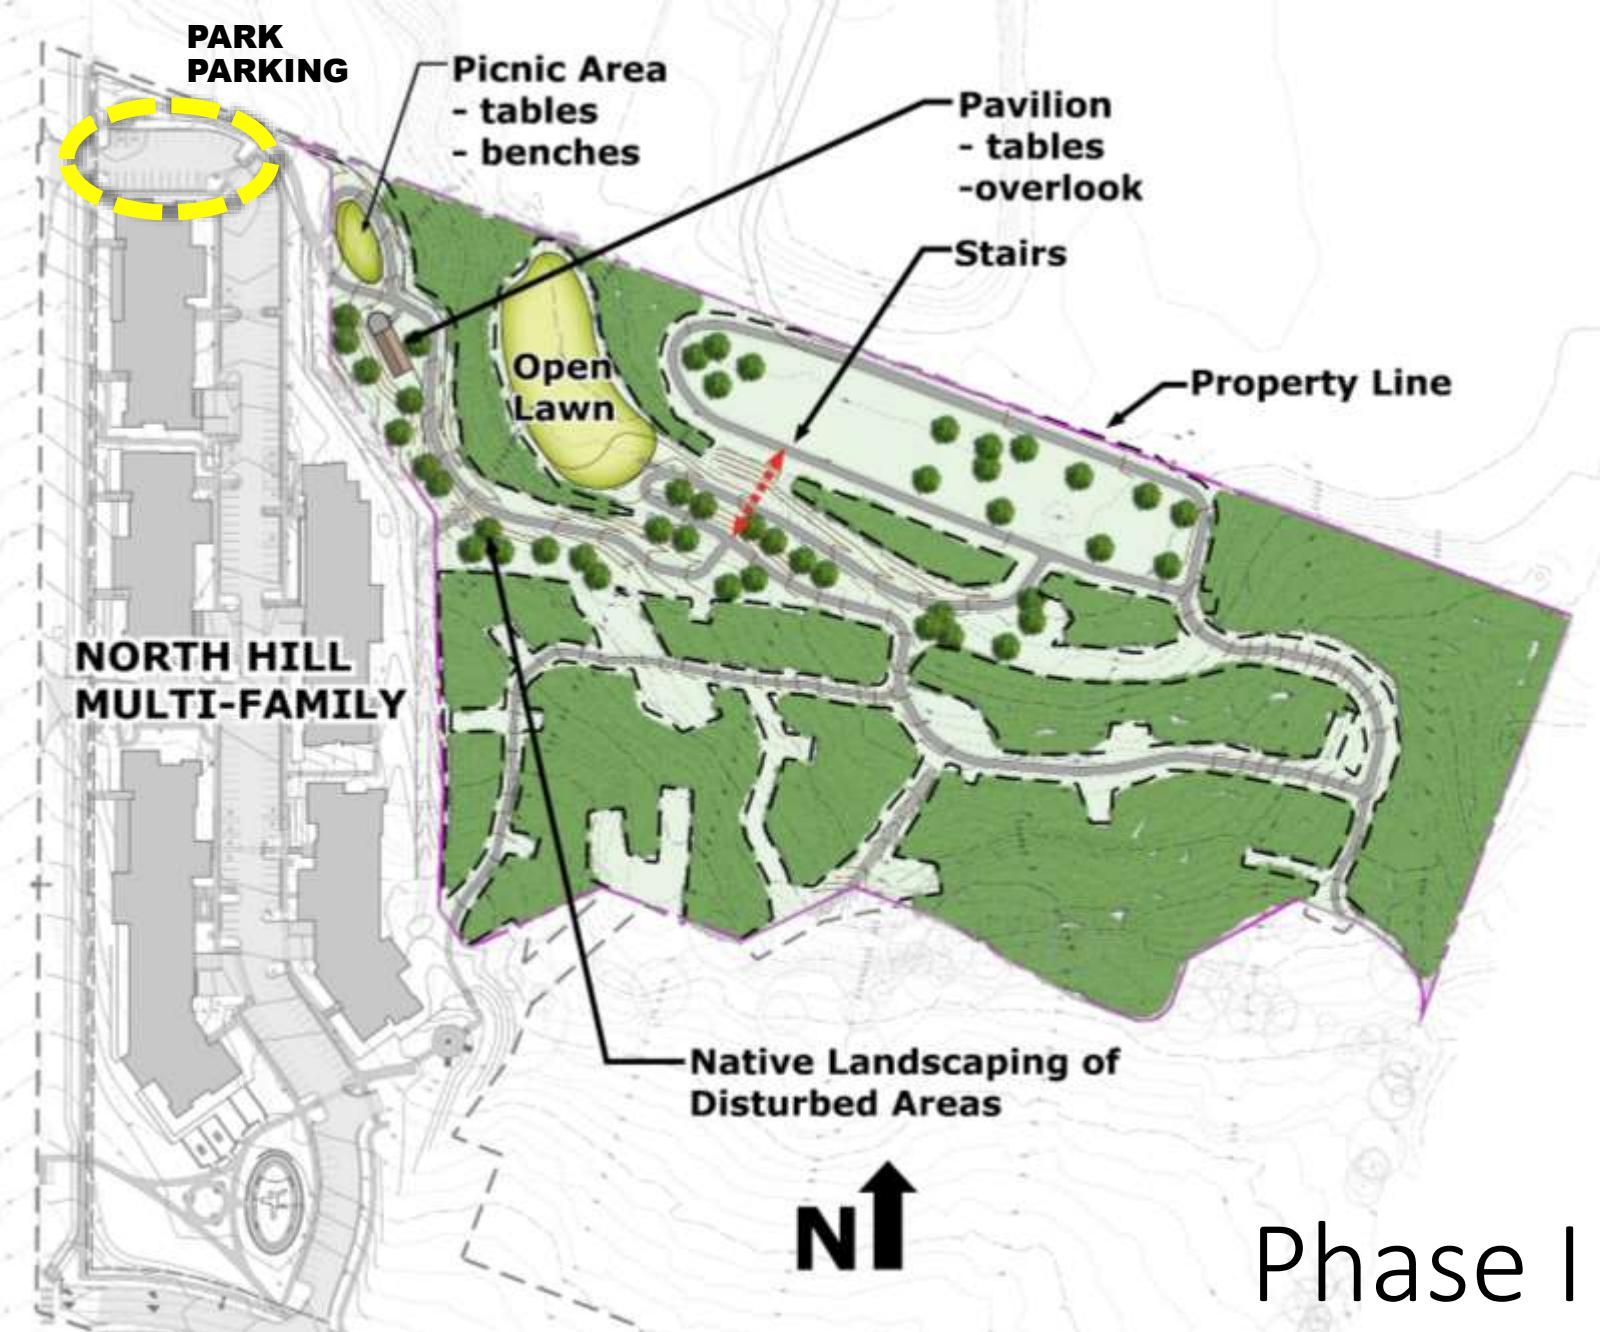 PARK
PARKING
Picnic Area
- tables
- benches
Pavilion
- tables
-overlook
Stairs
Property Line
Open
Lawn
NORTH HILL
MULTI-FAMILY
Native Landscaping of
Disturbed Areas
N
Phase I